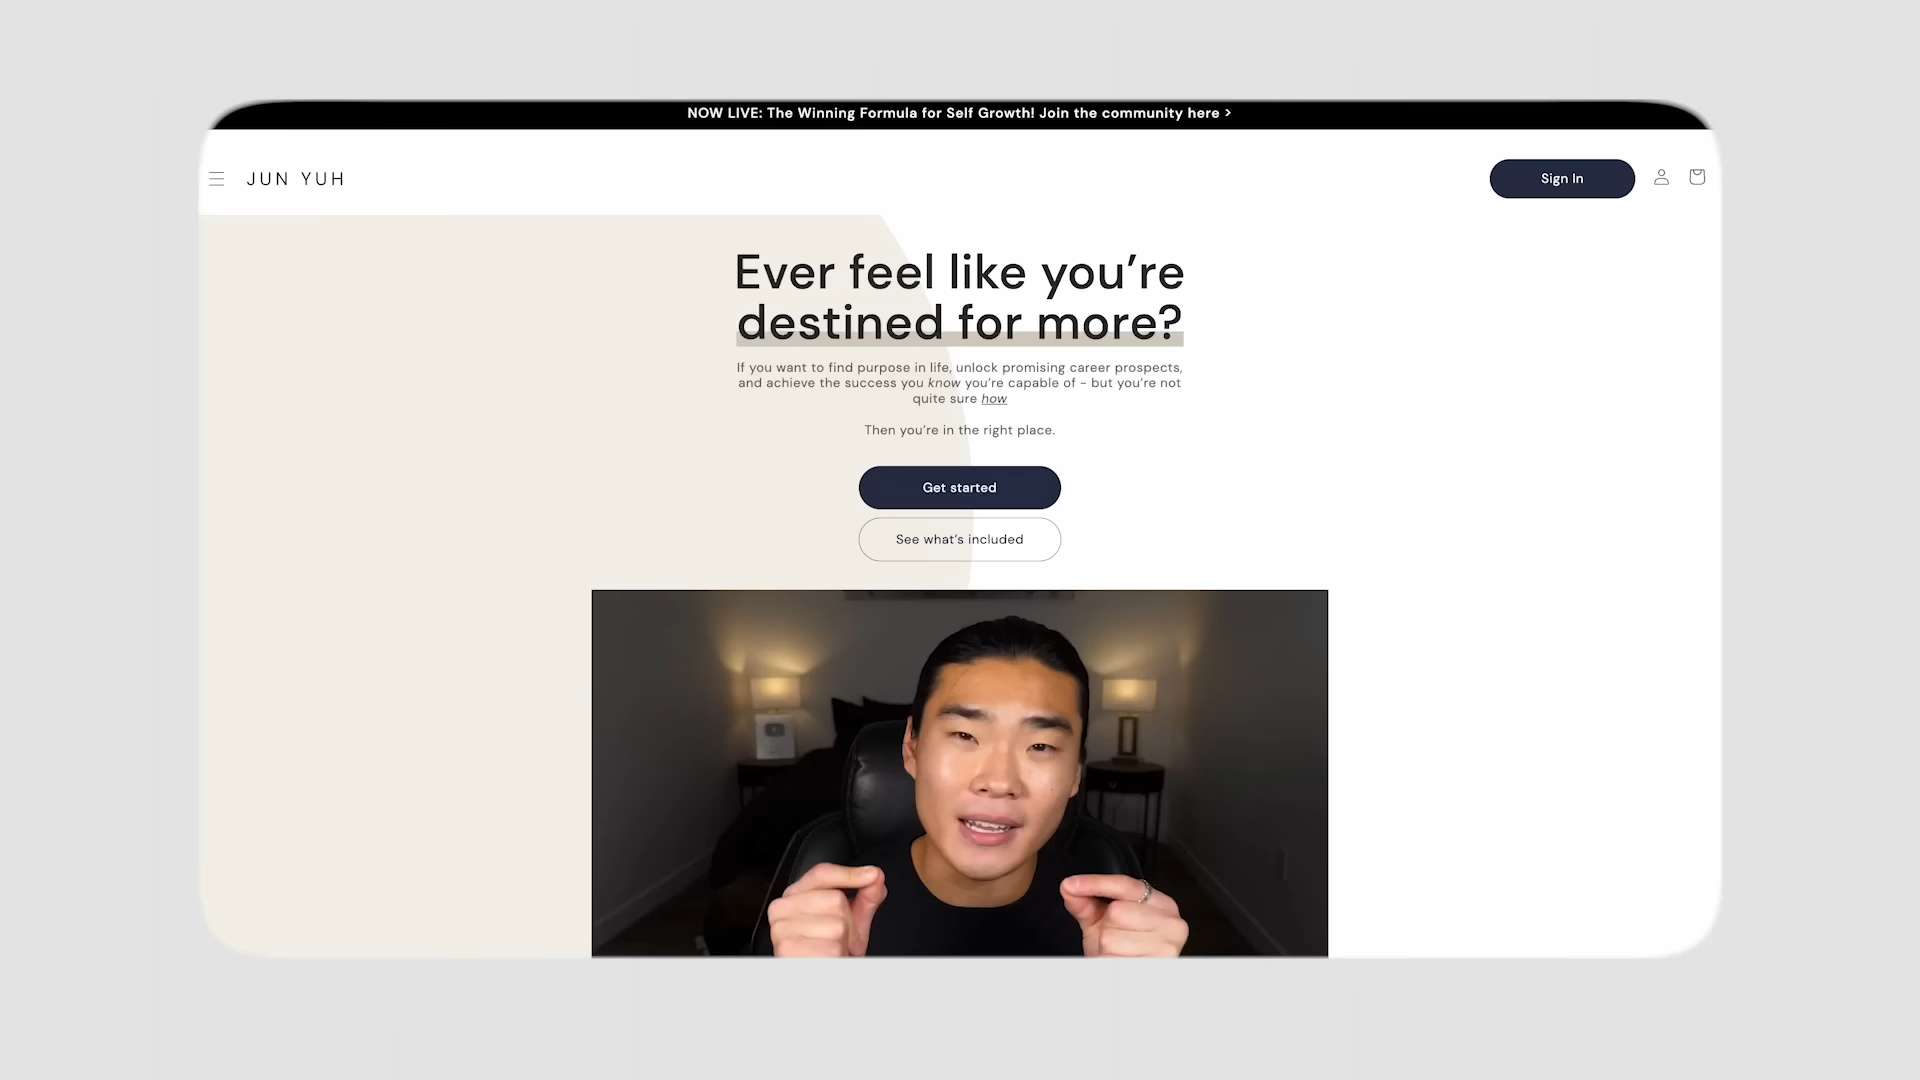 NOW LIVE: The Winning Formula for Self Growth! Join the community here >
JUN YUH
Sign In
Ever feel like you’re
destined for more?
If you want to find purpose in life, unlock promising career prospects,
and achieve the success you know you’re capable of - but you’re not
quite sure how
Then you’re in the right place.
Get started
See what’s included